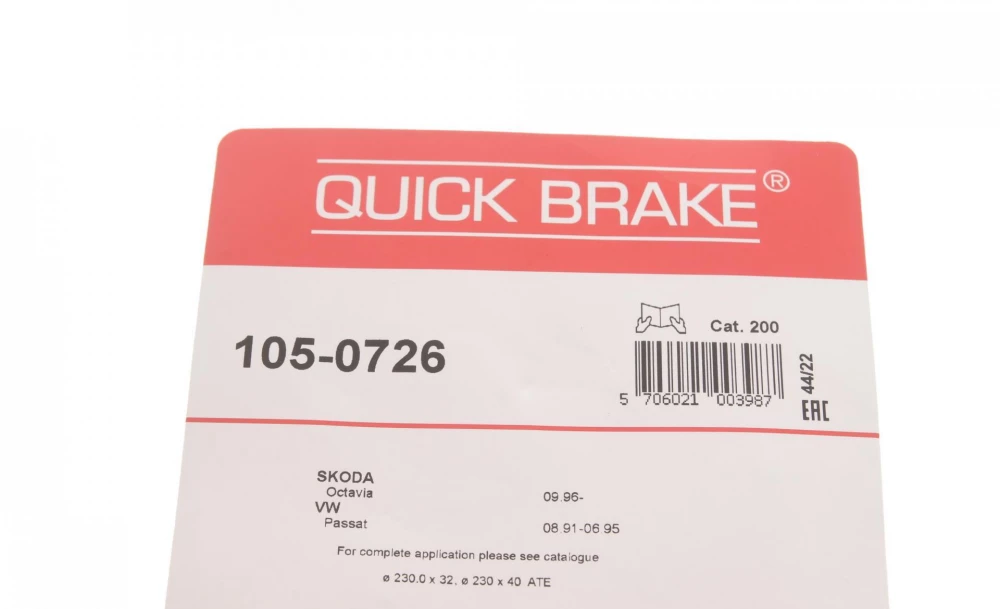 QUICK BRAKE®
105-0726
Cat. 200
5 706021 003987
44/22
EAC
SKODA
Octavia 09.96-
VW
Passat 08.91-06.95
For complete application please see catalogue
ø 230.0 x 32, ø 230 x 40 ATE